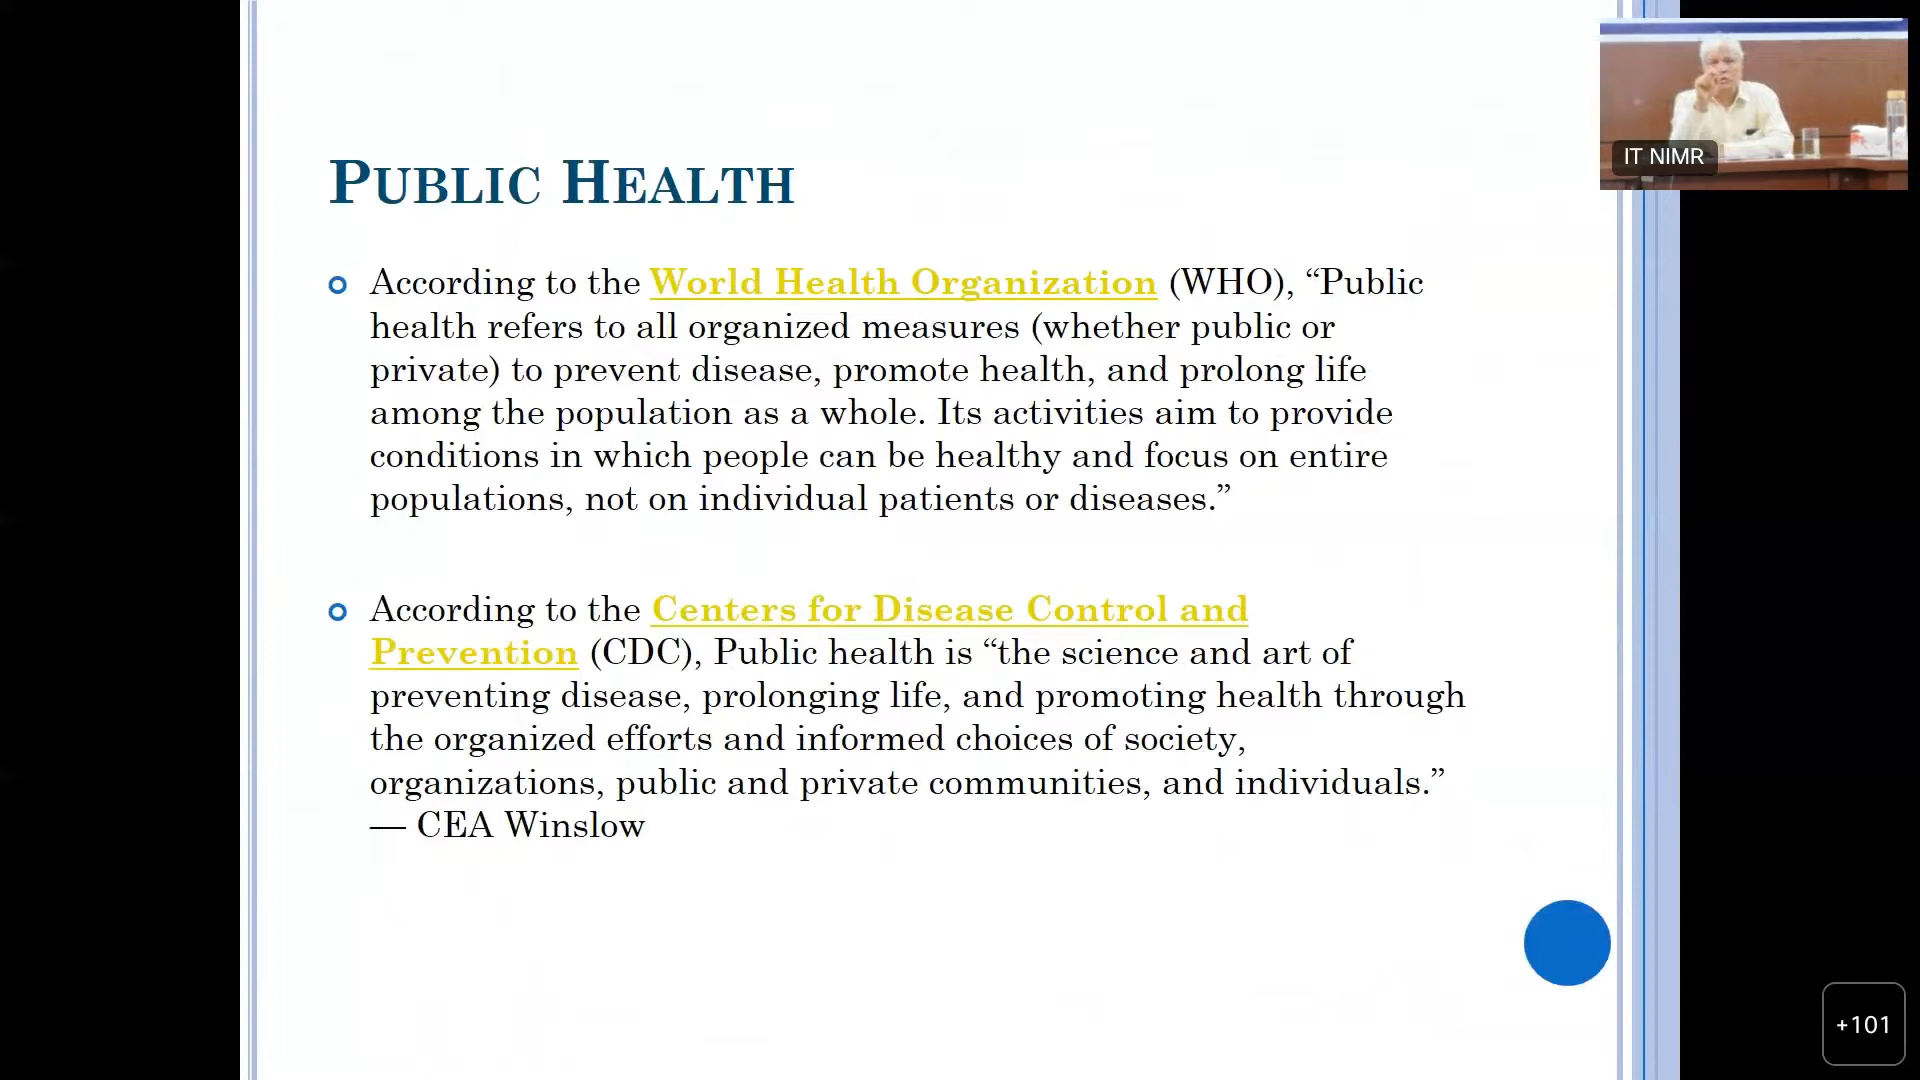 PUBLIC HEALTH
According to the World Health Organization (WHO), “Public
health refers to all organized measures (whether public or
private) to prevent disease, promote health, and prolong life
among the population as a whole. Its activities aim to provide
conditions in which people can be healthy and focus on entire
populations, not on individual patients or diseases.”
According to the Centers for Disease Control and
Prevention (CDC), Public health is “the science and art of
preventing disease, prolonging life, and promoting health through
the organized efforts and informed choices of society,
organizations, public and private communities, and individuals.”
— CEA Winslow
IT NIMR
+101